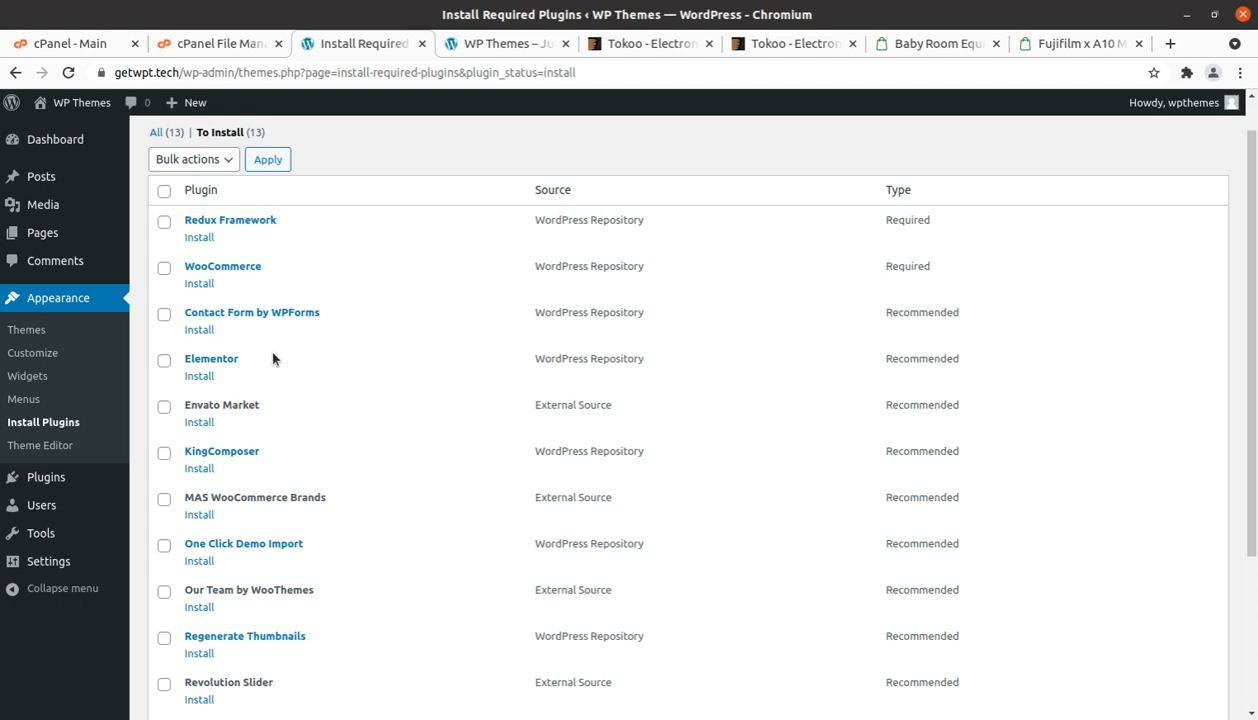 Install Required Plugins ‹ WP Themes — WordPress - Chromium
cPanel - Main
cPanel File Mana
Install Required
WP Themes – Ju
Tokoo - Electron
Tokoo - Electron
Baby Room Equi
Fujifilm x A10 M
getwpt.tech/wp-admin/themes.php?page=install-required-plugins&plugin_status=install
WP Themes 0 New Howdy, wpthemes
Dashboard
Posts
Media
Pages
Comments
Appearance
Themes
Customize
Widgets
Menus
Install Plugins
Theme Editor
Plugins
Users
Tools
Settings
Collapse menu
All (13) | To Install (13)
Bulk actions Apply
Plugin Source Type
Redux Framework WordPress Repository Required
Install
WooCommerce WordPress Repository Required
Install
Contact Form by WPForms WordPress Repository Recommended
Install
Elementor WordPress Repository Recommended
Install
Envato Market External Source Recommended
Install
KingComposer WordPress Repository Recommended
Install
MAS WooCommerce Brands External Source Recommended
Install
One Click Demo Import WordPress Repository Recommended
Install
Our Team by WooThemes External Source Recommended
Install
Regenerate Thumbnails WordPress Repository Recommended
Install
Revolution Slider External Source Recommended
Install